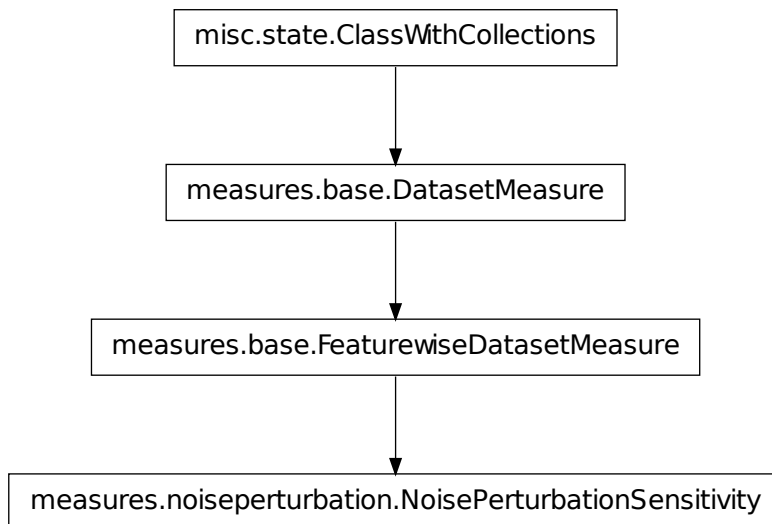 misc.state.ClassWithCollections
measures.base.DatasetMeasure
measures.base.FeaturewiseDatasetMeasure
measures.noiseperturbation.NoisePerturbationSensitivity